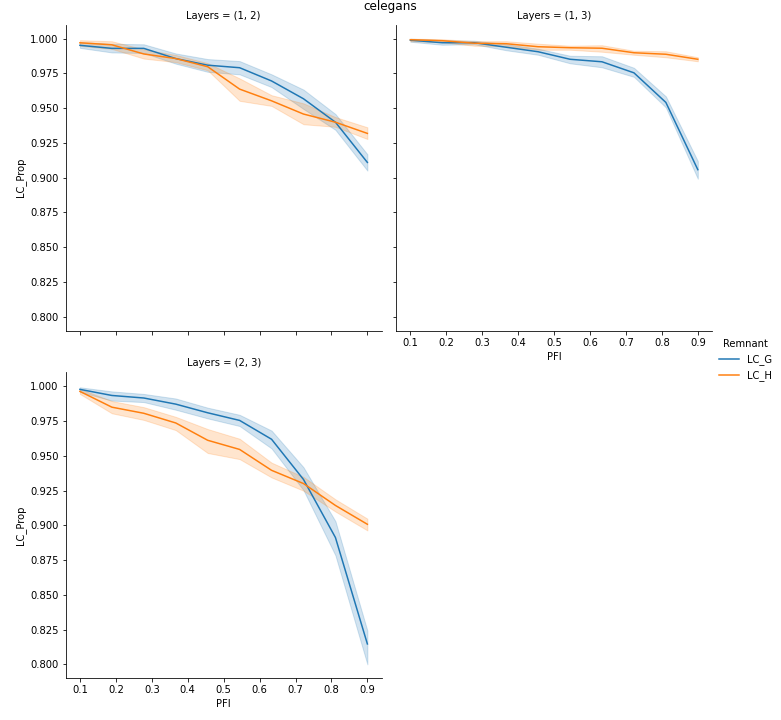 celegans
Layers = (1, 2)
Layers = (1, 3)
1.000
0.975
0.950
0.925
0.900
0.875
0.850
0.825
0.800
LC_Prop
0.1 0.2 0.3 0.4 0.5 0.6 0.7 0.8 0.9
PFI
Remnant
LC_G
LC_H
Layers = (2, 3)
1.000
0.975
0.950
0.925
0.900
0.875
0.850
0.825
0.800
LC_Prop
0.1 0.2 0.3 0.4 0.5 0.6 0.7 0.8 0.9
PFI